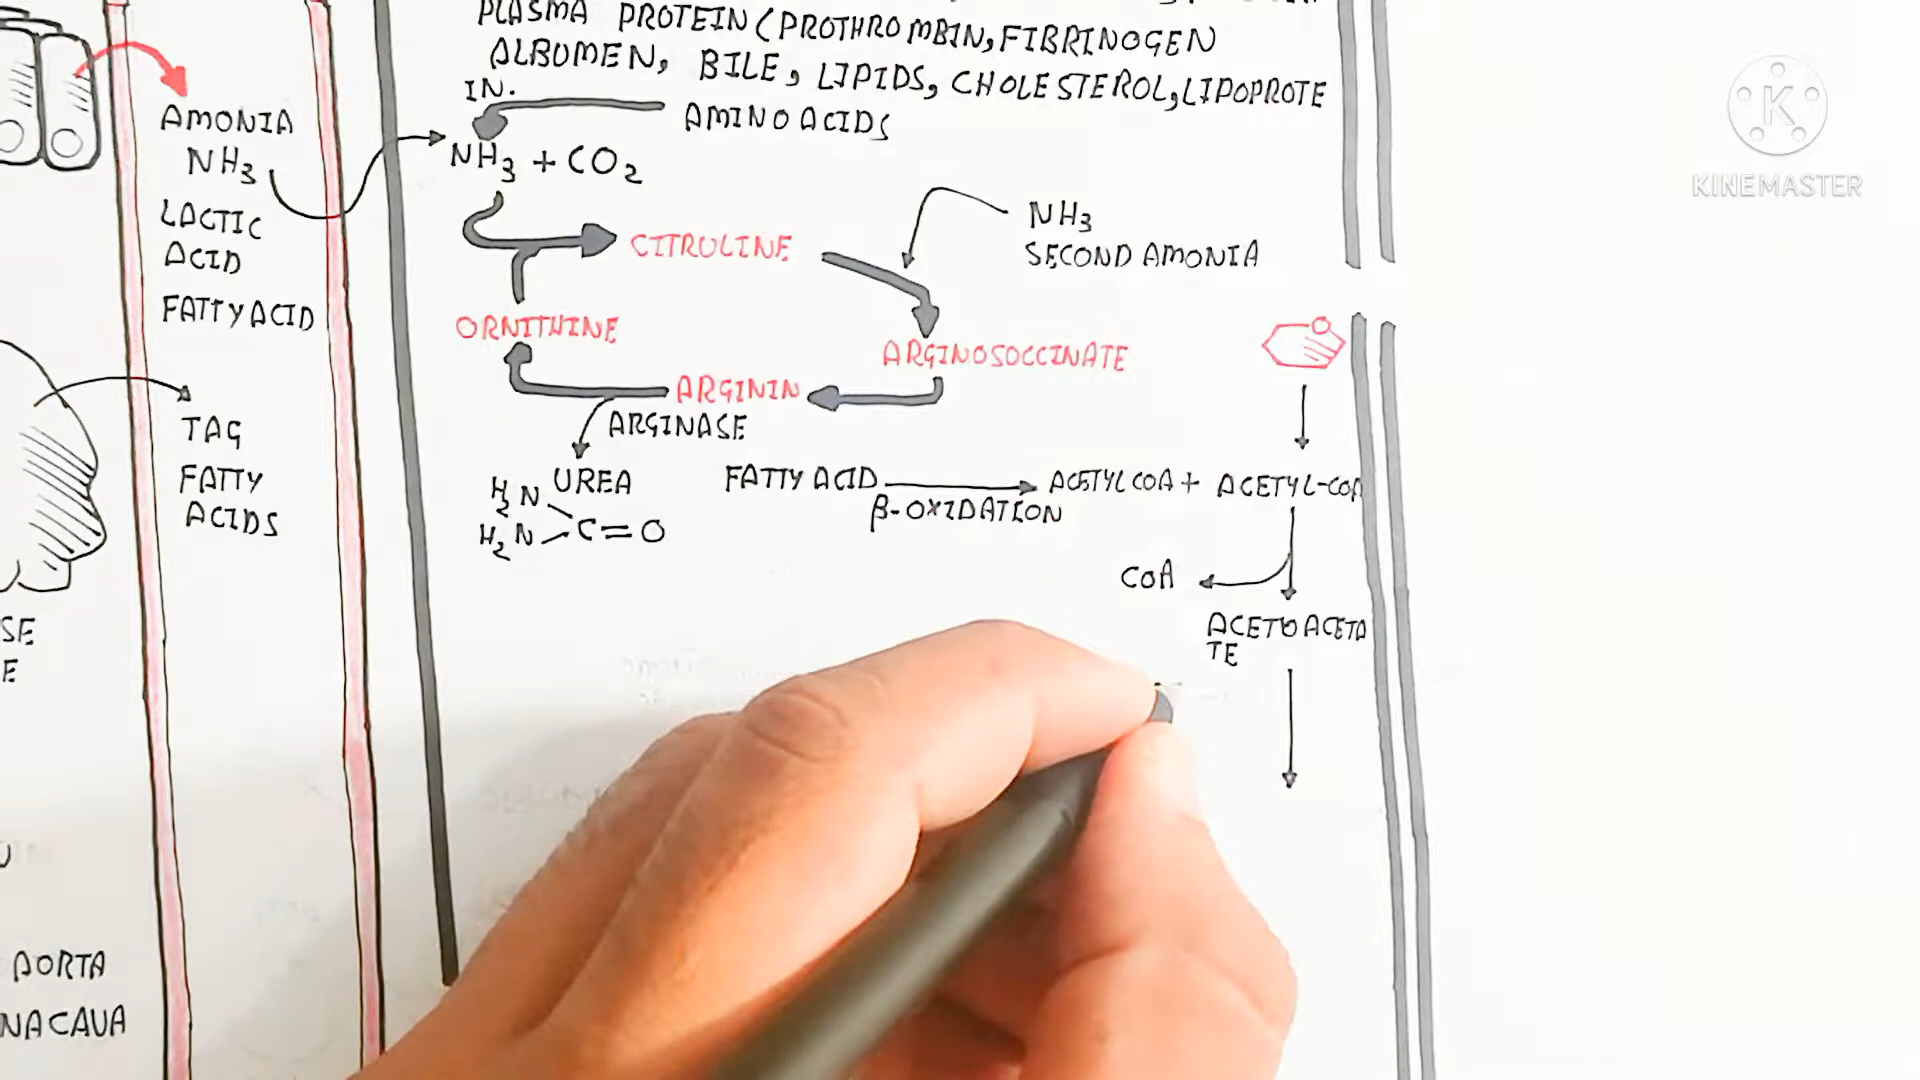 PLASMA PROTEIN (PROTHROMBIN, FIBRINOGEN
ALBUMEN, BILE, LIPIDS, CHOLESTEROL, LIPOPROTE
IN.
AMINO ACIDS
AMONIA
NH3
LACTIC
ACID
FATTY ACID
NH3 + CO2
CITRULINE
NH3
SECOND AMONIA
ORNITHINE
ARGINOSOCCINATE
ARGININ
ARGINASE
TAG
FATTY
ACIDS
UREA
H2N
H2N C=O
FATTY ACID
β-OXIDATION
ACETYL COA + ACETYL-COA
COA
ACETOACETA
TE
SE
E
AORTA
NA CAVA
KINEMASTER